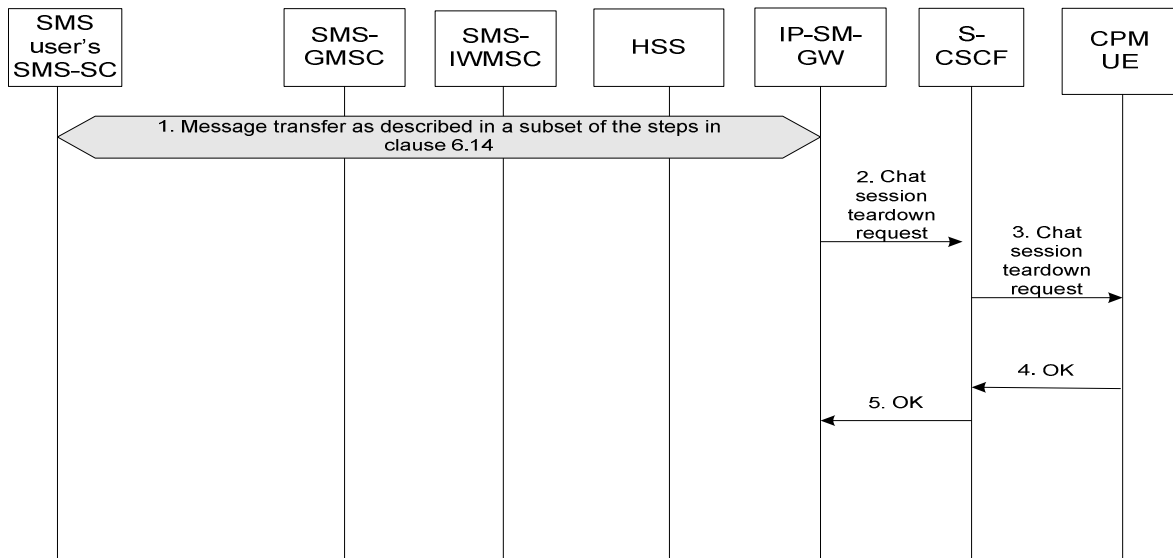 SMS
user's
SMS-SC
SMS-
GMSC
SMS-
IWMSC
HSS
IP-SM-
GW
S-
CSCF
CPM
UE
1. Message transfer as described in a subset of the steps in
clause 6.14
2. Chat
session
teardown
request
3. Chat
session
teardown
request
4. OK
5. OK